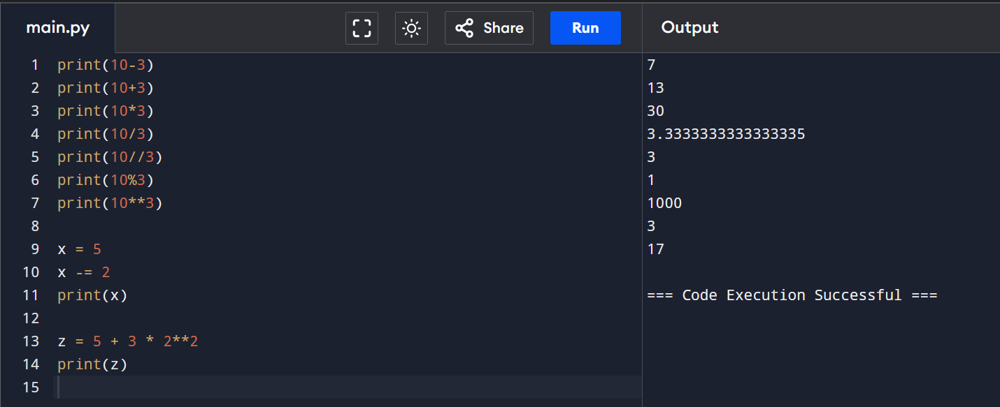 main.py
Share
Run
Output
1 print(10-3)
2 print(10+3)
3 print(10*3)
4 print(10/3)
5 print(10//3)
6 print(10%3)
7 print(10**3)
8
9 x = 5
10 x -= 2
11 print(x)
12
13 z = 5 + 3 * 2**2
14 print(z)
15
7
13
30
3.3333333333333335
3
1
1000
3
17
=== Code Execution Successful ===